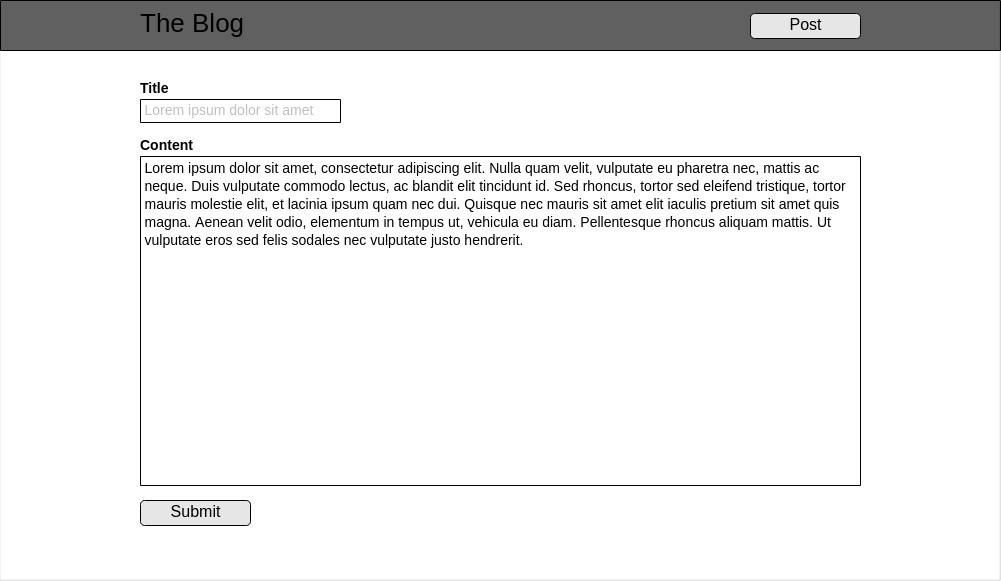 The Blog
Post
Title
Lorem ipsum dolor sit amet
Content
Lorem ipsum dolor sit amet, consectetur adipiscing elit. Nulla quam velit, vulputate eu pharetra nec, mattis ac
neque. Duis vulputate commodo lectus, ac blandit elit tincidunt id. Sed rhoncus, tortor sed eleifend tristique, tortor
mauris molestie elit, et lacinia ipsum quam nec dui. Quisque nec mauris sit amet elit iaculis pretium sit amet quis
magna. Aenean velit odio, elementum in tempus ut, vehicula eu diam. Pellentesque rhoncus aliquam mattis. Ut
vulputate eros sed felis sodales nec vulputate justo hendrerit.
Submit